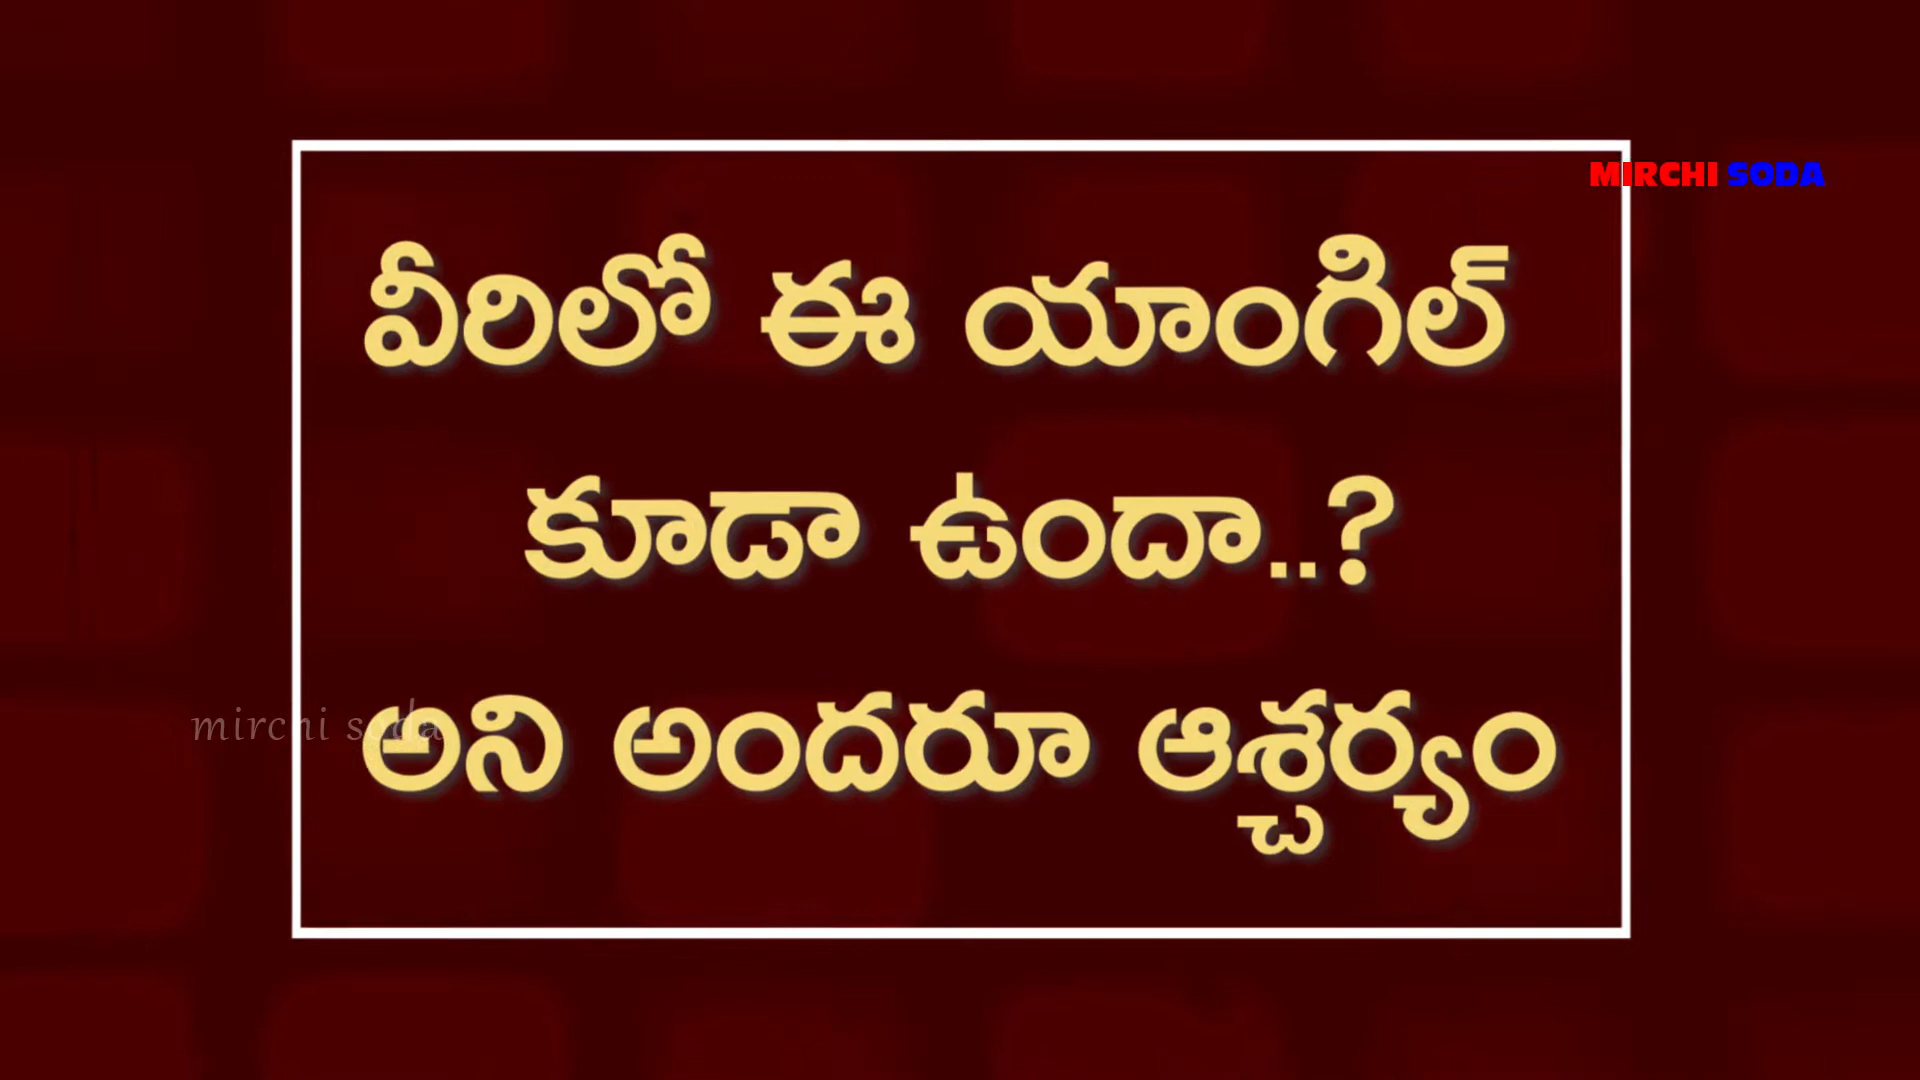 MIRCHI SODA
వీరిలో ఈ యాంగిల్
కూడా ఉందా..?
అని అందరూ ఆశ్చర్యం
mirchi soda